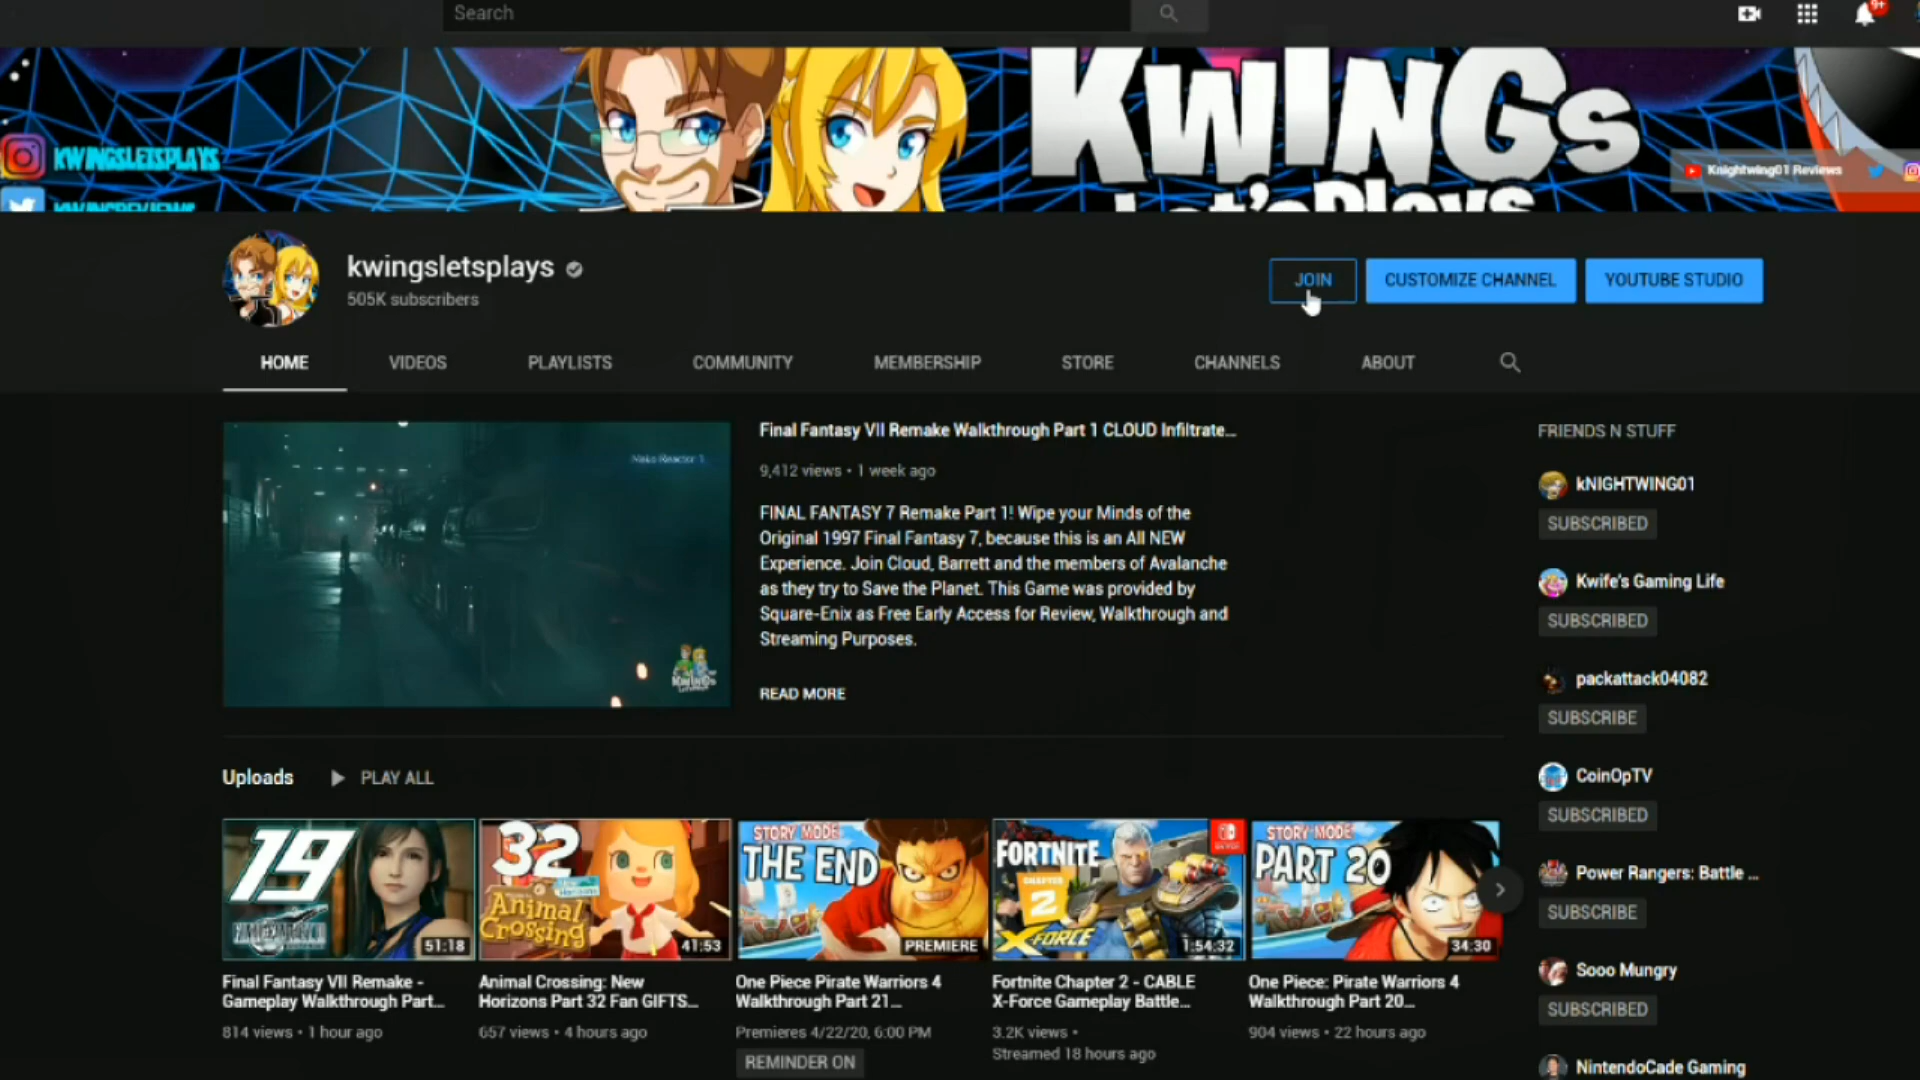 Search
9+
KWINGSLETSPLAYS
KWINGSREVIEWS
KWINGs
Let'sPlays
Knightwing01 Reviews
kwingsletsplays
505K subscribers
JOIN
CUSTOMIZE CHANNEL
YOUTUBE STUDIO
HOME
VIDEOS
PLAYLISTS
COMMUNITY
MEMBERSHIP
STORE
CHANNELS
ABOUT
Mako Reactor 1
KWINGs
Final Fantasy VII Remake Walkthrough Part 1 CLOUD Infiltrate...
9,412 views • 1 week ago
FINAL FANTASY 7 Remake Part 1! Wipe your Minds of the
Original 1997 Final Fantasy 7, because this is an All NEW
Experience. Join Cloud, Barrett and the members of Avalanche
as they try to Save the Planet. This Game was provided by
Square-Enix as Free Early Access for Review, Walkthrough and
Streaming Purposes.
READ MORE
FRIENDS N STUFF
kNIGHTWING01
SUBSCRIBED
Kwife's Gaming Life
SUBSCRIBED
packattack04082
SUBSCRIBE
CoinOpTV
SUBSCRIBED
Power Rangers: Battle ...
SUBSCRIBE
Sooo Mungry
SUBSCRIBED
NintendoCade Gaming
Uploads
PLAY ALL
19
51:18
Final Fantasy VII Remake -
Gameplay Walkthrough Part...
814 views • 1 hour ago
32
Animal
Crossing
41:53
Animal Crossing: New
Horizons Part 32 Fan GIFTS...
657 views • 4 hours ago
STORY MODE
THE END
PREMIERE
One Piece Pirate Warriors 4
Walkthrough Part 21...
Premieres 4/22/20, 6:00 PM
REMINDER ON
FORTNITE
CHAPTER
2
X-FORCE
1:54:32
Fortnite Chapter 2 - CABLE
X-Force Gameplay Battle...
3.2K views •
Streamed 18 hours ago
STORY MODE
PART 20
34:30
One Piece: Pirate Warriors 4
Walkthrough Part 20...
904 views • 22 hours ago